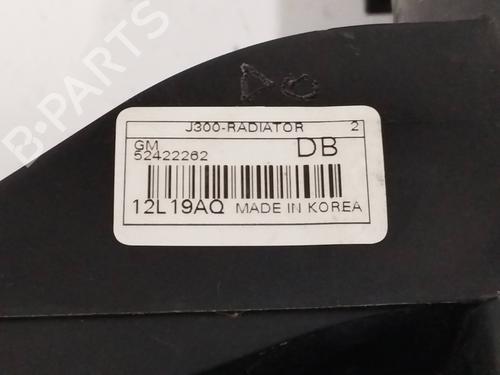 J300-RADIATOR 2
GM
52422262
DB
12L19AQ MADE IN KOREA
B-PARTS